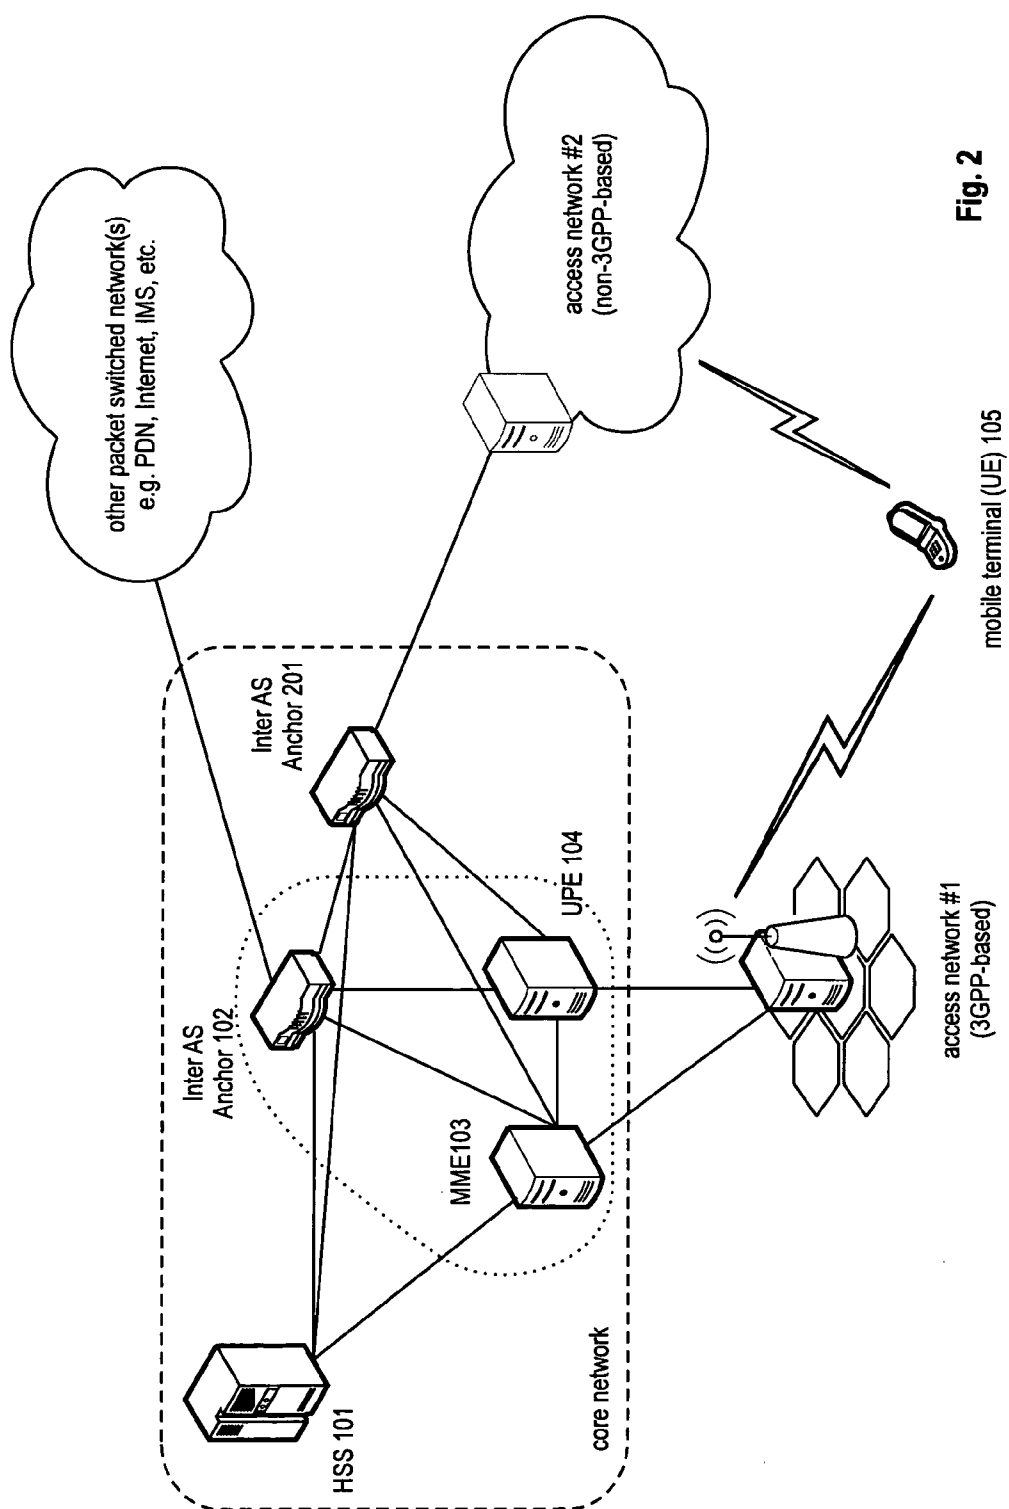 other packet switched network(s)
e.g. PDN, Internet, IMS, etc.
Inter AS
Anchor 201
Inter AS
Anchor 102
HSS 101
MME103
UPE 104
core network
access network #2
(non-3GPP-based)
access network #1
(3GPP-based)
mobile terminal (UE) 105
Fig. 2